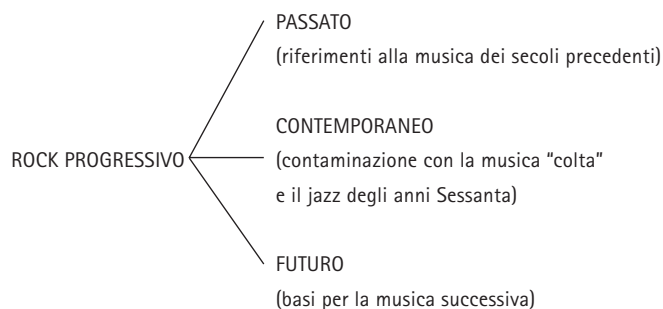 PASSATO
(riferimenti alla musica dei secoli precedenti)
CONTEMPORANEO
ROCK PROGRESSIVO
(contaminazione con la musica “colta”
e il jazz degli anni Sessanta)
FUTURO
(basi per la musica successiva)